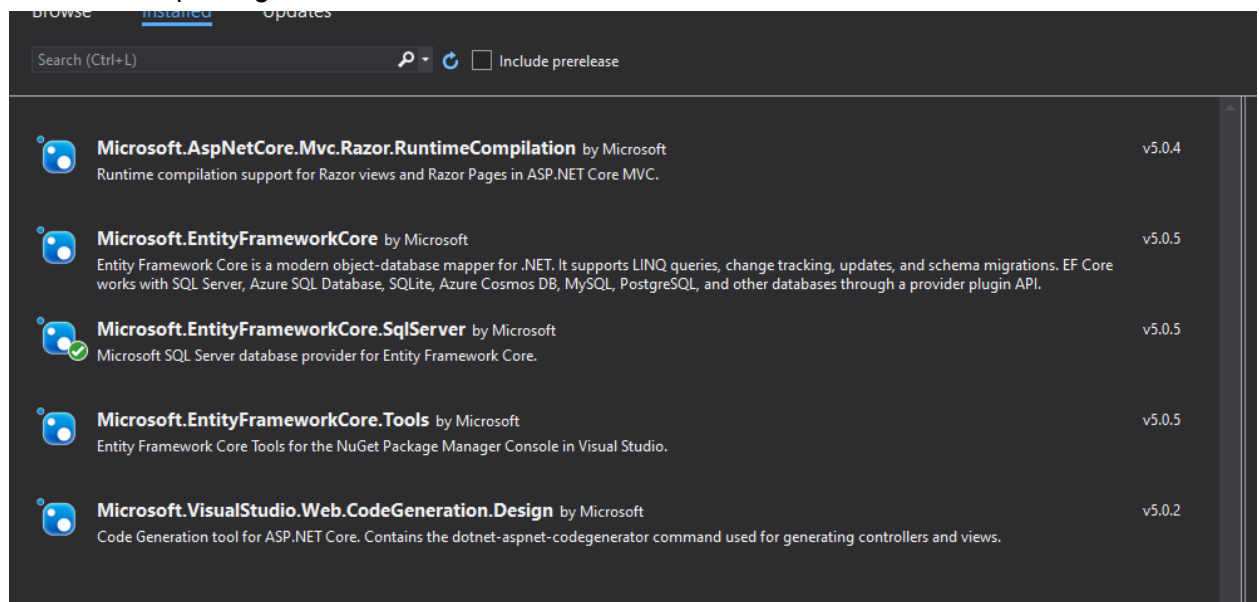 Browse Installed Updates
Search (Ctrl+L) Include prerelease
Microsoft.AspNetCore.Mvc.Razor.RuntimeCompilation by Microsoft v5.0.4
Runtime compilation support for Razor views and Razor Pages in ASP.NET Core MVC.
Microsoft.EntityFrameworkCore by Microsoft v5.0.5
Entity Framework Core is a modern object-database mapper for .NET. It supports LINQ queries, change tracking, updates, and schema migrations. EF Core
works with SQL Server, Azure SQL Database, SQLite, Azure Cosmos DB, MySQL, PostgreSQL, and other databases through a provider plugin API.
Microsoft.EntityFrameworkCore.SqlServer by Microsoft v5.0.5
Microsoft SQL Server database provider for Entity Framework Core.
Microsoft.EntityFrameworkCore.Tools by Microsoft v5.0.5
Entity Framework Core Tools for the NuGet Package Manager Console in Visual Studio.
Microsoft.VisualStudio.Web.CodeGeneration.Design by Microsoft v5.0.2
Code Generation tool for ASP.NET Core. Contains the dotnet-aspnet-codegenerator command used for generating controllers and views.